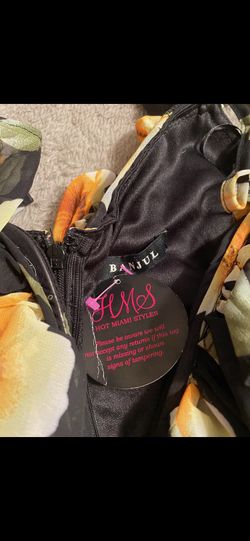 BANJUL
HMS
HOT MIAMI STYLES
Please be aware we will
not accept any returns if this tag
is missing or shows
signs of tampering.